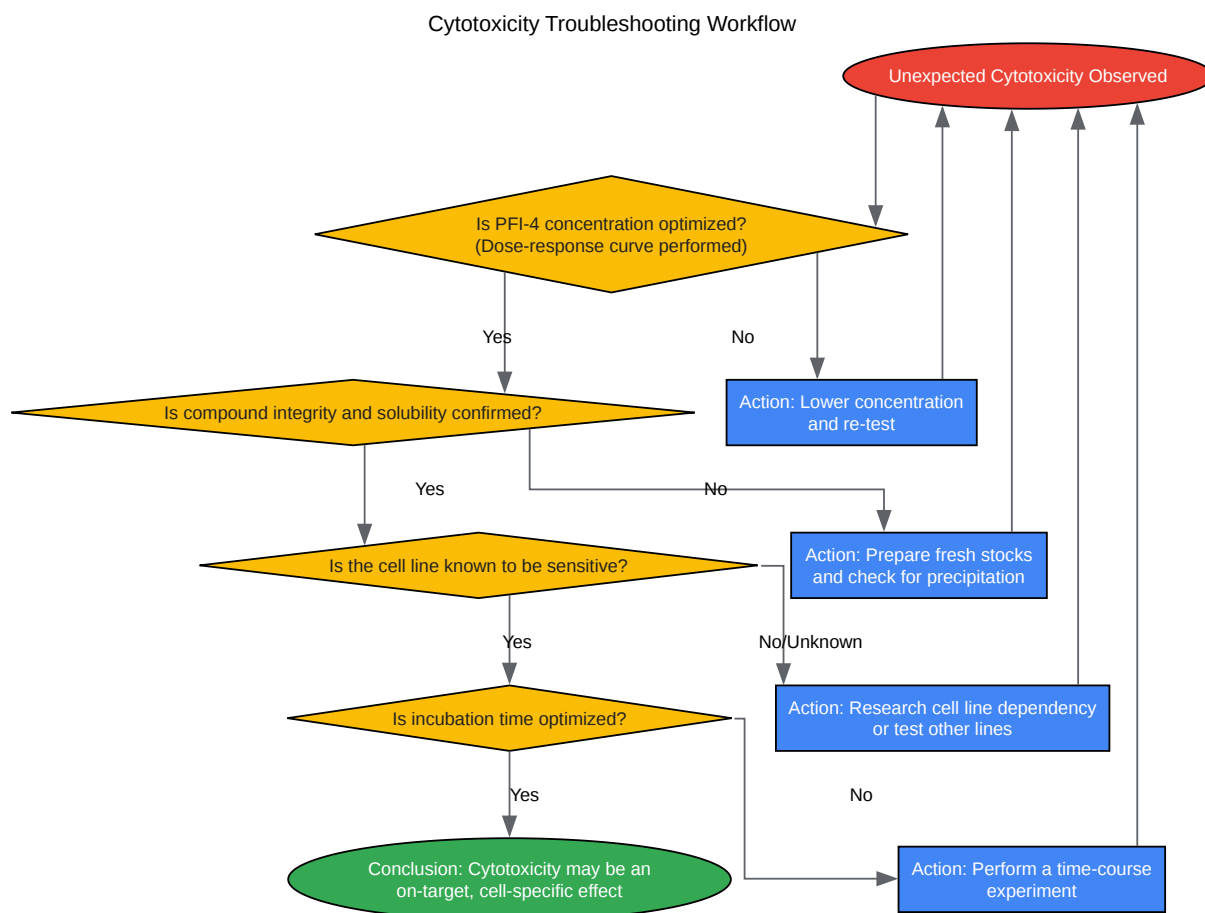 Cytotoxicity Troubleshooting Workflow
Unexpected Cytotoxicity Observed
Is PFI-4 concentration optimized?
(Dose-response curve performed)
Yes
No
Is compound integrity and solubility confirmed?
Action: Lower concentration
and re-test
Yes
No
Is the cell line known to be sensitive?
Action: Prepare fresh stocks
and check for precipitation
Yes
No/Unknown
Is incubation time optimized?
Action: Research cell line dependency
or test other lines
Yes
No
Conclusion: Cytotoxicity may be an
on-target, cell-specific effect
Action: Perform a time-course
experiment